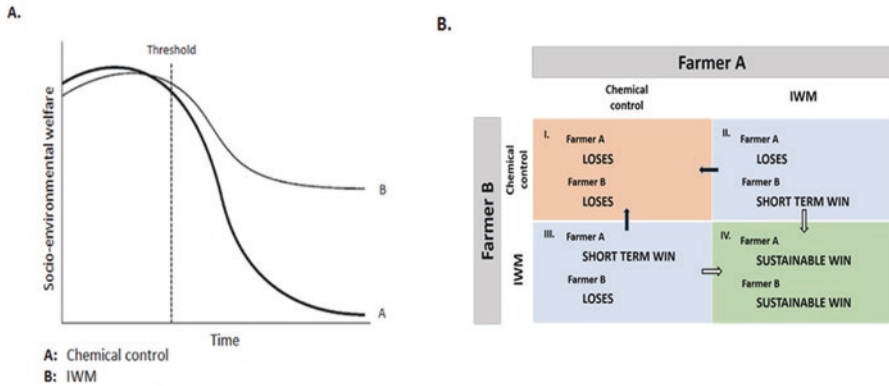 A.
Threshold
Socio-environmental welfare
B
A
Time
A: Chemical control
B: IWM
B.
Farmer A
Chemical
control
IWM
Farmer B
Chemical
control
IWM
I.
Farmer A
LOSES
Farmer B
LOSES
II.
Farmer A
LOSES
Farmer B
SHORT TERM WIN
III.
Farmer A
SHORT TERM WIN
Farmer B
LOSES
IV.
Farmer A
SUSTAINABLE WIN
Farmer B
SUSTAINABLE WIN